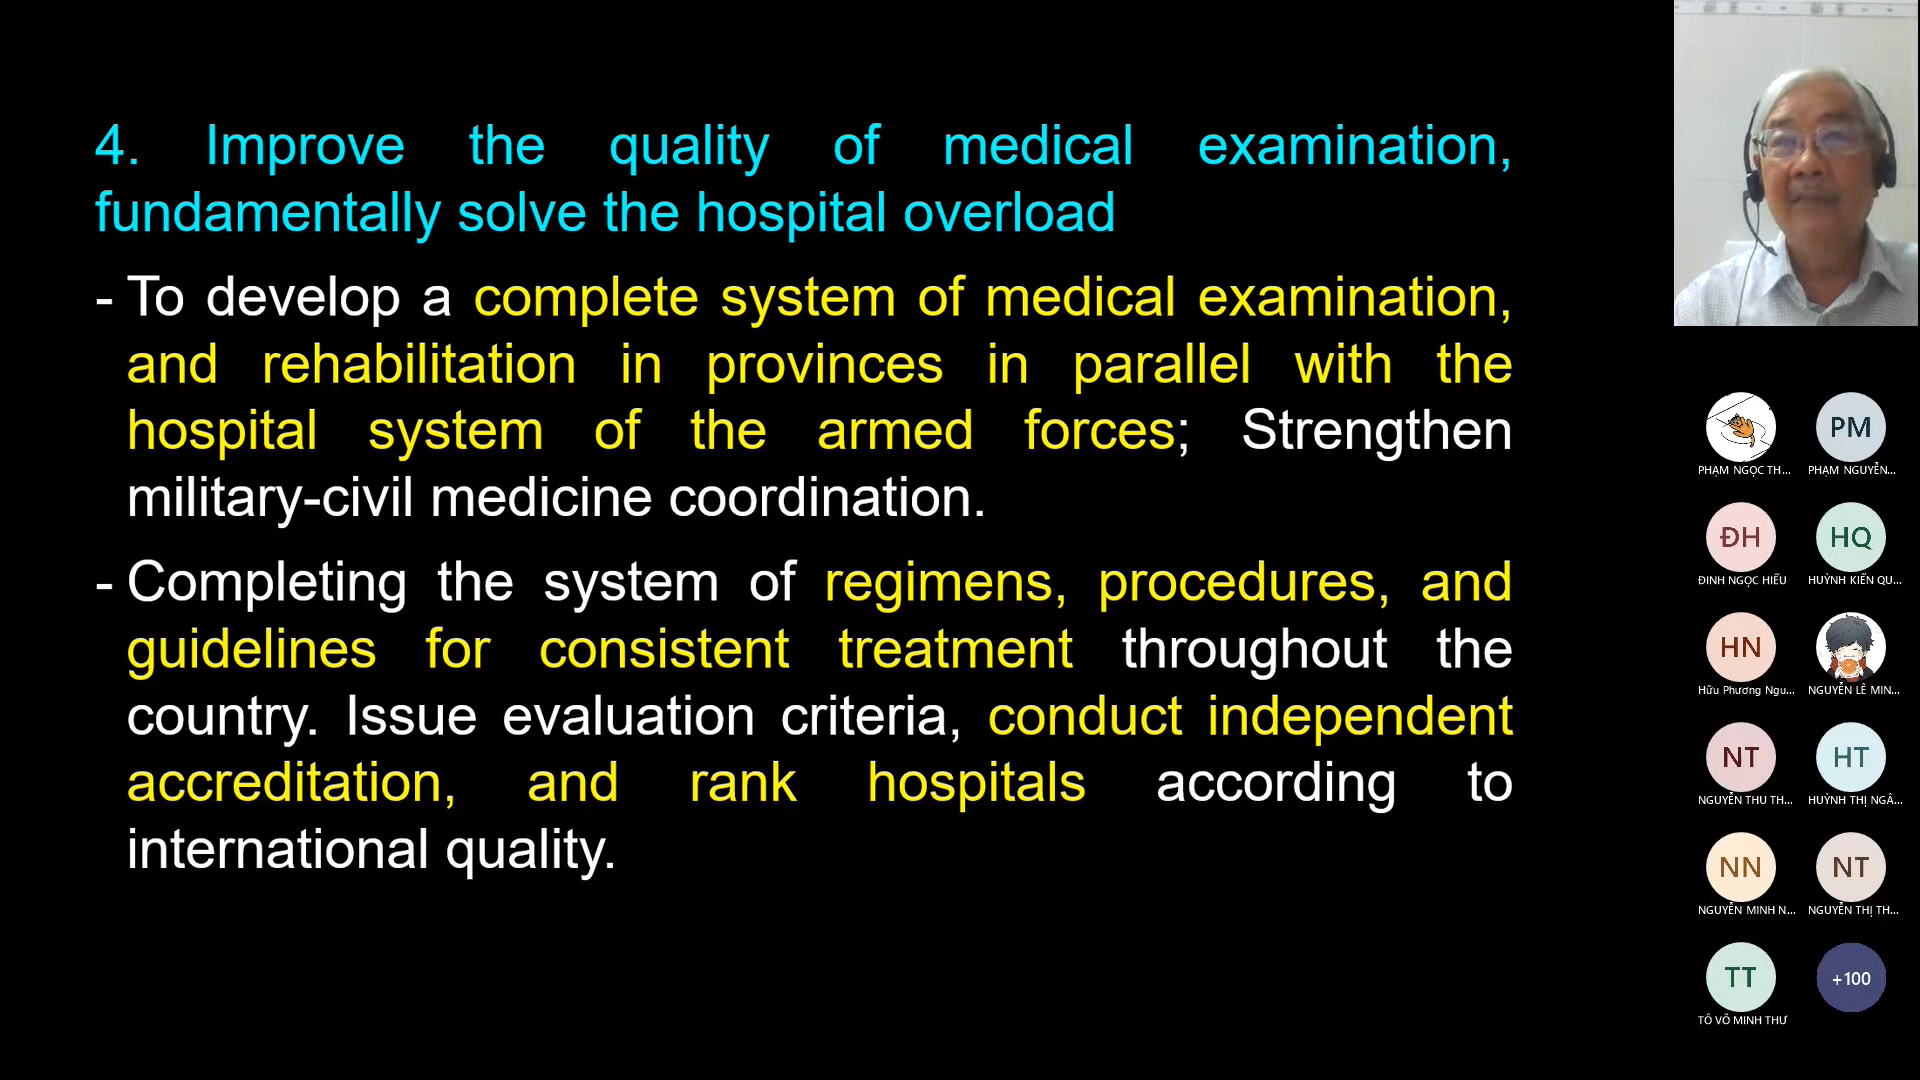 4. Improve the quality of medical examination,
fundamentally solve the hospital overload
- To develop a complete system of medical examination,
and rehabilitation in provinces in parallel with the
hospital system of the armed forces; Strengthen
military-civil medicine coordination.
- Completing the system of regimens, procedures, and
guidelines for consistent treatment throughout the
country. Issue evaluation criteria, conduct independent
accreditation, and rank hospitals according to
international quality.
PM
PHẠM NGỌC TH... PHẠM NGUYỄN...
ĐH HQ
ĐINH NGỌC HIẾU HUỲNH KIẾN QU...
HN
Hữu Phương Ngu... NGUYỄN LÊ MIN...
NT HT
NGUYỄN THU TH... HUỲNH THỊ NGÂ...
NN NT
NGUYỄN MINH N... NGUYỄN THỊ TH...
TT +100
TÔ VÕ MINH THƯ